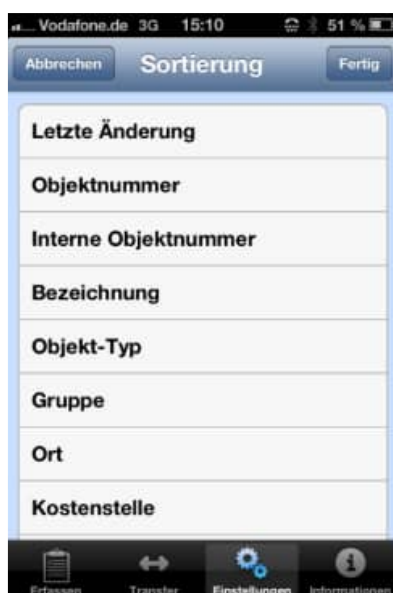 Vodafone.de 3G 15:10 51 %
Abbrechen Sortierung Fertig
Letzte Änderung
Objektnummer
Interne Objektnummer
Bezeichnung
Objekt-Typ
Gruppe
Ort
Kostenstelle
Erfassen Transfer Einstellungen Informationen